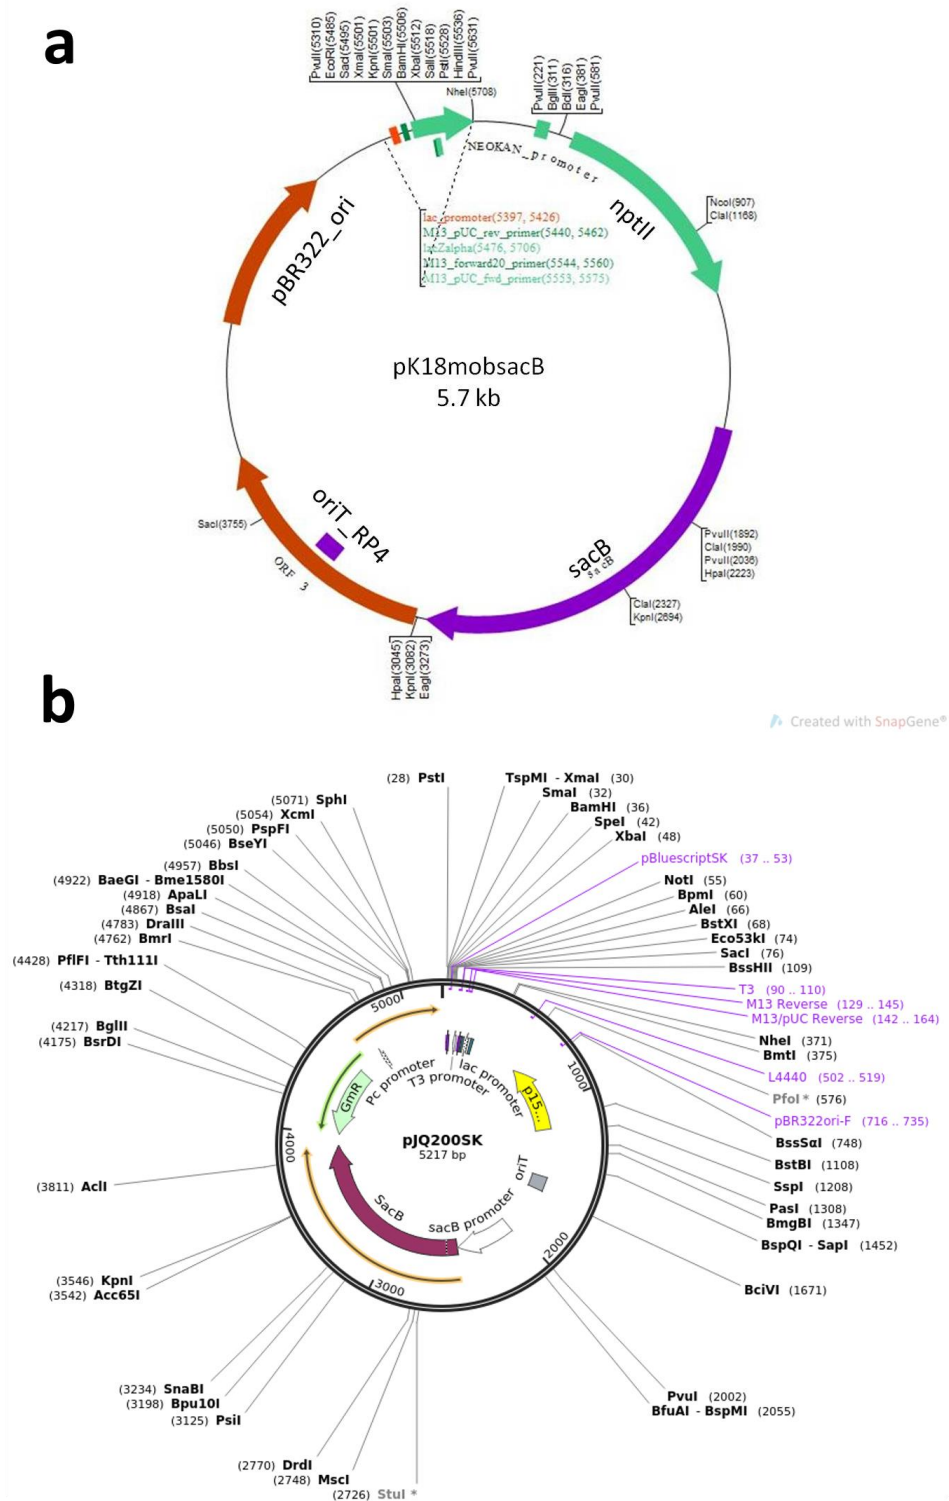 a
PvuII(5310)
EcoRI(5485)
SacI(5495)
XmaI(5501)
KpnI(5501)
SmaI(5503)
BamHI(5506)
XbaI(5512)
SalI(5518)
PstI(5528)
HindIII(5536)
PvuII(5631)
NheI(5708)
PvuII(221)
BglII(311)
BclI(316)
EagI(381)
PvuII(581)
NEOKAN_promoter
nptII
NcoI(907)
ClaI(1168)
pBR322_ori
lac_promoter(5397, 5426)
M13_pUC_rev_primer(5440, 5462)
lacZalpha(5476, 5706)
M13_forward20_primer(5544, 5560)
M13_pUC_fwd_primer(5553, 5575)
pK18mobsacB
5.7 kb
oriT_RP4
SacI(3755)
ORF 3
sacB
sacB
PvuII(1892)
ClaI(1990)
PvuII(2036)
HpaI(2223)
ClaI(2327)
KpnI(2694)
HpaI(3045)
KpnI(3082)
EagI(3273)
b
Created with SnapGene®
(28) PstI
TspMI - XmaI (30)
SmaI (32)
BamHI (36)
SpeI (42)
XbaI (48)
pBluescriptSK (37 .. 53)
NotI (55)
BpmI (60)
AleI (66)
BstXI (68)
Eco53kI (74)
SacI (76)
BssHII (109)
T3 (90 .. 110)
M13 Reverse (129 .. 145)
M13/pUC Reverse (142 .. 164)
NheI (371)
BmtI (375)
L4440 (502 .. 519)
PfoI * (576)
pBR322ori-F (716 .. 735)
BssSαI (748)
BstBI (1108)
SspI (1208)
PasI (1308)
BmgBI (1347)
BspQI - SapI (1452)
BciVI (1671)
PvuI (2002)
BfuAI - BspMI (2055)
(5071) SphI
(5054) XcmI
(5050) PspFI
(5046) BseYI
(4957) BbsI
(4922) BaeGI - Bme1580I
(4918) ApaLI
(4867) BsaI
(4783) DraIII
(4762) BmrI
(4428) PflFI - Tth111I
(4318) BtgZI
(4217) BglII
(4175) BsrDI
(3811) AclI
(3546) KpnI
(3542) Acc65I
(3234) SnaBI
(3198) Bpu10I
(3125) PsiI
(2770) DrdI
(2748) MscI
(2726) StuI *
5000
1000
4000
2000
3000
GmR
Pc promoter
T3 promoter
lac promoter
p15...
pJQ200SK
5217 bp
oriT
SacB
sacB promoter